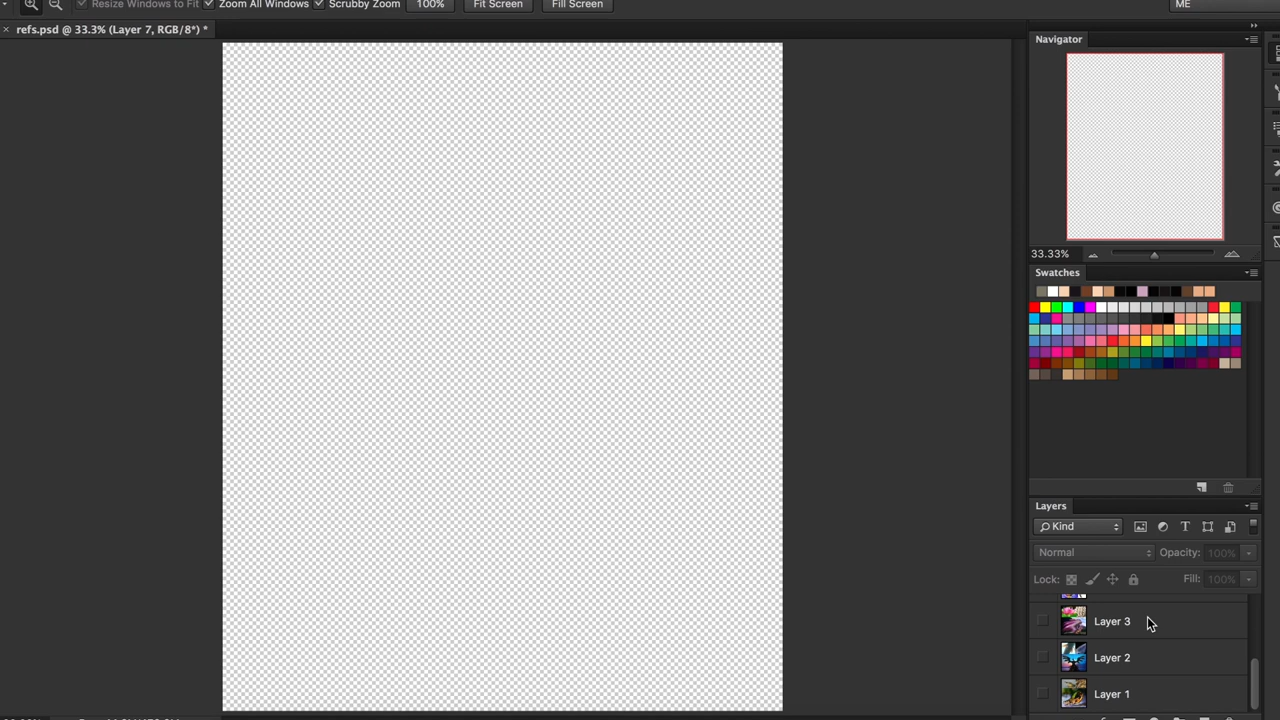 Resize Windows to Fit Zoom All Windows Scrubby Zoom 100% Fit Screen Fill Screen ME
× refs.psd @ 33.3% (Layer 7, RGB/8*) *
Navigator
33.33%
Swatches
Layers
Kind
Normal Opacity: 100%
Lock: Fill: 100%
Layer 3
Layer 2
Layer 1